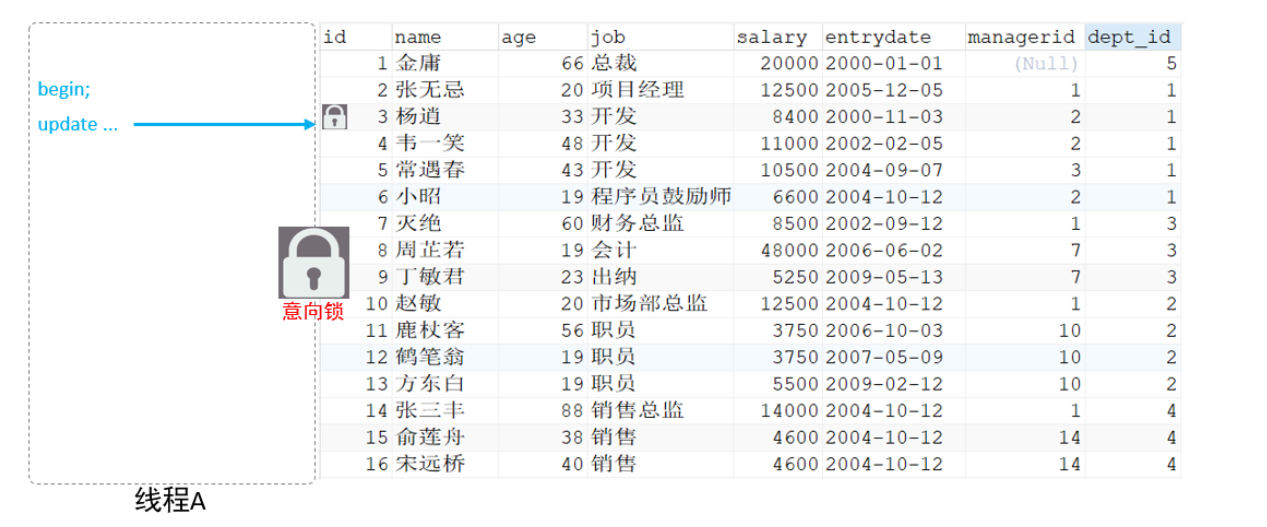 id name age job salary entrydate managerid dept_id
1 金庸 66 总裁 20000 2000-01-01 (Null) 5
begin;
2 张无忌 20 项目经理 12500 2005-12-05 1 1
update ...
3 杨逍 33 开发 8400 2000-11-03 2 1
4 韦一笑 48 开发 11000 2002-02-05 2 1
5 常遇春 43 开发 10500 2004-09-07 3 1
6 小昭 19 程序员鼓励师 6600 2004-10-12 2 1
7 灭绝 60 财务总监 8500 2002-09-12 1 3
8 周芷若 19 会计 48000 2006-06-02 7 3
9 丁敏君 23 出纳 5250 2009-05-13 7 3
意向锁
10 赵敏 20 市场部总监 12500 2004-10-12 1 2
11 鹿杖客 56 职员 3750 2006-10-03 10 2
12 鹤笔翁 19 职员 3750 2007-05-09 10 2
13 方东白 19 职员 5500 2009-02-12 10 2
14 张三丰 88 销售总监 14000 2004-10-12 1 4
15 俞莲舟 38 销售 4600 2004-10-12 14 4
16 宋远桥 40 销售 4600 2004-10-12 14 4
线程A